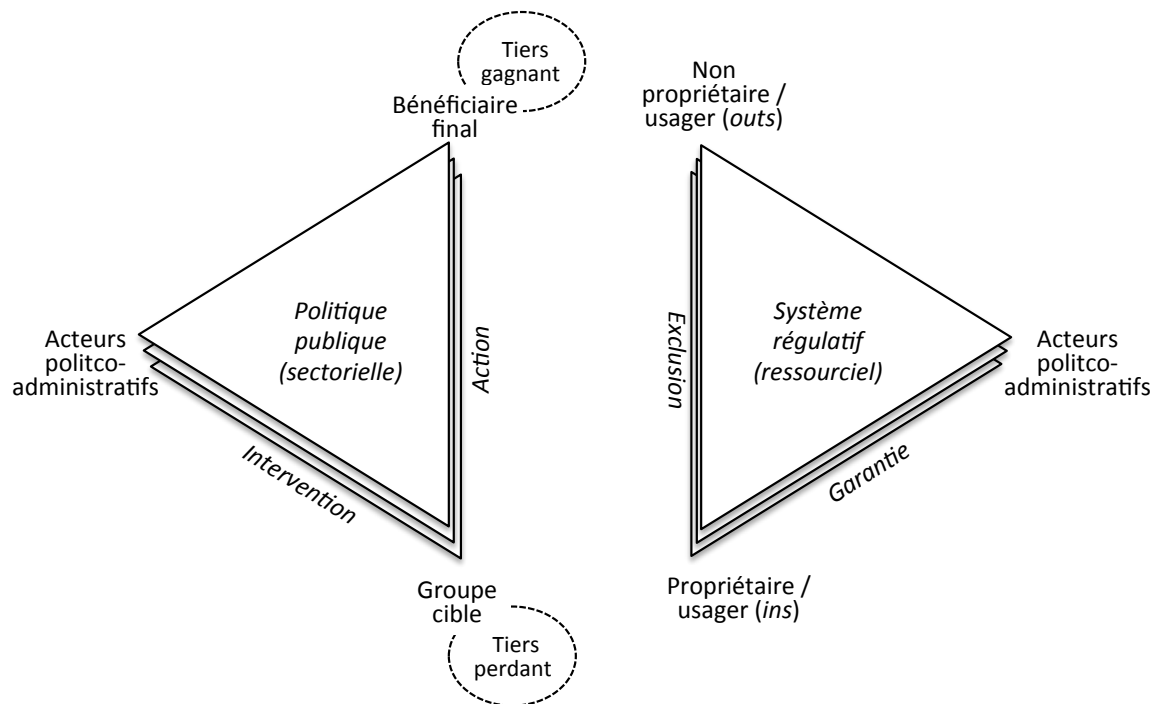 Tiers
gagnant
Bénéficiaire
final
Non
propriétaire /
usager (outs)
Acteurs
politco-
administratifs
Politique
publique
(sectorielle)
Action
Intervention
Exclusion
Système
régulatif
(ressourciel)
Garantie
Acteurs
politco-
administratifs
Groupe
cible
Tiers
perdant
Propriétaire /
usager (ins)